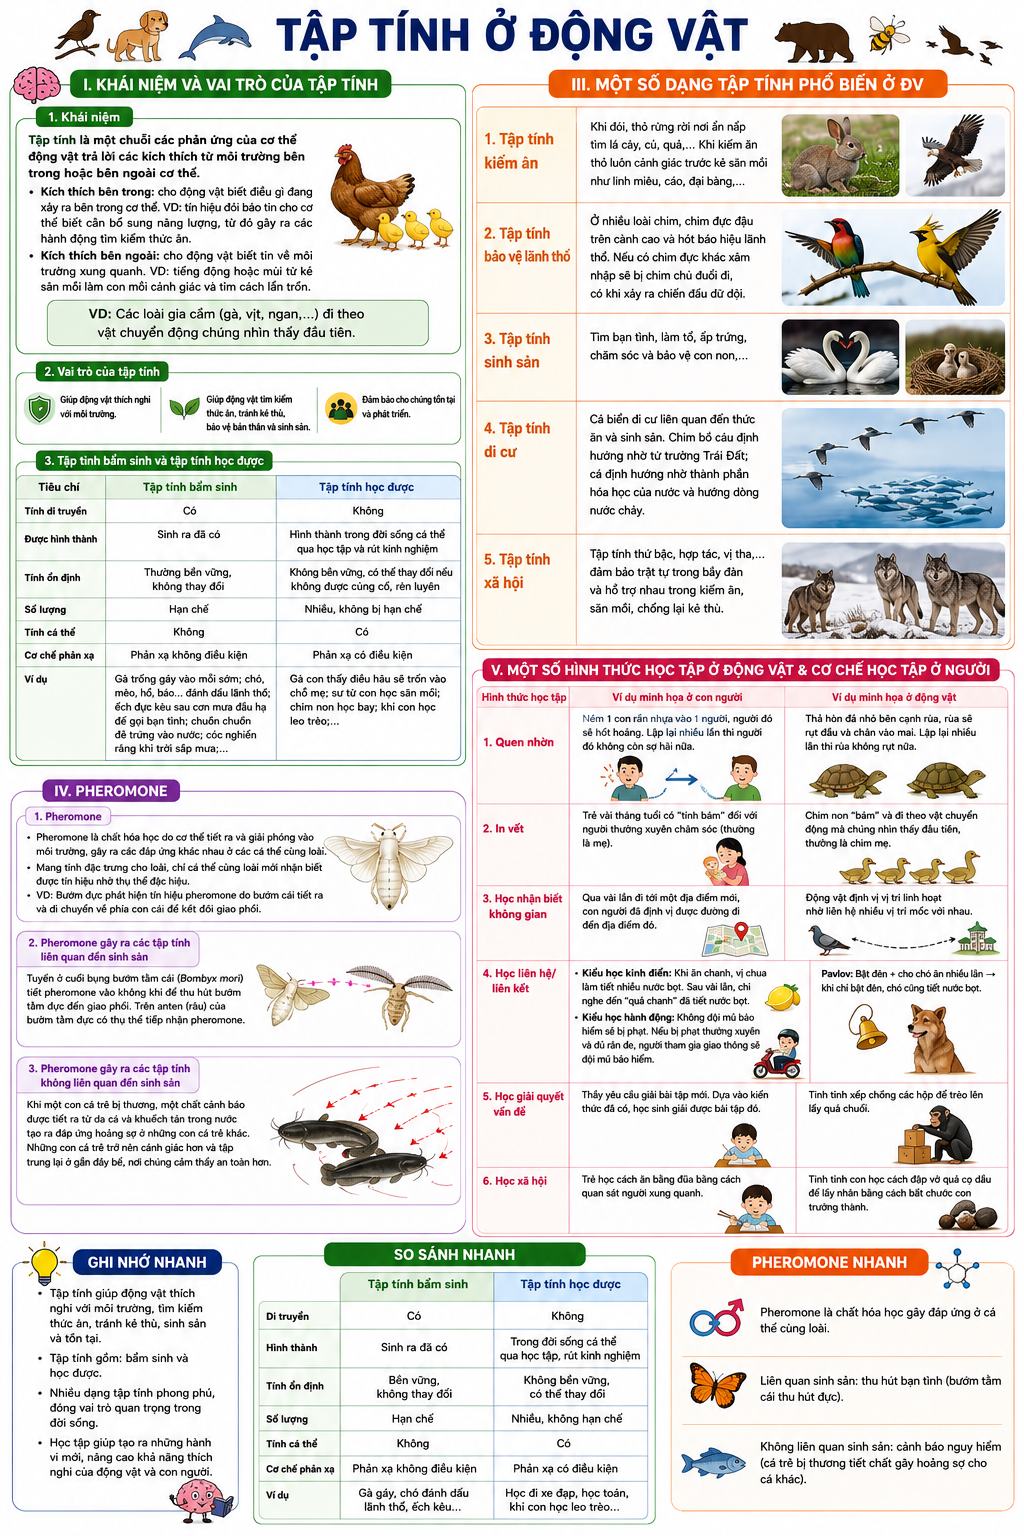 TẬP TÍNH Ở ĐỘNG VẬT
I. KHÁI NIỆM VÀ VAI TRÒ CỦA TẬP TÍNH
1. Khái niệm
Tập tính là một chuỗi các phản ứng của cơ thể
động vật trả lời các kích thích từ môi trường bên
trong hoặc bên ngoài cơ thể.
• Kích thích bên trong: cho động vật biết điều gì đang
xảy ra bên trong cơ thể. VD: tín hiệu đói báo tin cho cơ
thể biết cần bổ sung năng lượng, từ đó gây ra các
hành động tìm kiếm thức ăn.
• Kích thích bên ngoài: cho động vật biết tin về môi
trường xung quanh. VD: tiếng động hoặc mùi từ kẻ
săn mồi làm con mồi cảnh giác và tìm cách lẩn trốn.
VD: Các loài gia cầm (gà, vịt, ngan,...) đi theo
vật chuyển động chúng nhìn thấy đầu tiên.
2. Vai trò của tập tính
Giúp động vật thích nghi
với môi trường.
Giúp động vật tìm kiếm
thức ăn, tránh kẻ thù,
bảo vệ bản thân và sinh sản.
Đảm bảo cho chúng tồn tại
và phát triển.
3. Tập tính bẩm sinh và tập tính học được
Tiêu chí Tập tính bẩm sinh Tập tính học được
Tính di truyền Có Không
Được hình thành Sinh ra đã có Hình thành trong đời sống cá thể
qua học tập và rút kinh nghiệm
Tính ổn định Thường bền vững,
không thay đổi
Không bền vững, có thể thay đổi nếu
không được củng cố, rèn luyện
Số lượng Hạn chế Nhiều, không bị hạn chế
Tính cá thể Không Có
Cơ chế phản xạ Phản xạ không điều kiện Phản xạ có điều kiện
Ví dụ
Gà trống gáy vào mỗi sớm; chó,
mèo, hổ, báo... đánh dấu lãnh thổ;
ếch đực kêu sau cơn mưa đầu hạ
để gọi bạn tình; chuồn chuồn
đẻ trứng vào nước; cóc nghiến
răng khi trời sắp mưa;...
Gà con thấy diều hâu sẽ trốn vào
chỗ mẹ; sư tử con học săn mồi;
chim non học bay; khỉ con học
leo trèo;...
III. MỘT SỐ DẠNG TẬP TÍNH PHỔ BIẾN Ở ĐV
1. Tập tính
kiếm ăn
Khi đói, thỏ rừng rời nơi ẩn nấp
tìm lá cây, củ, quả,... Khi kiếm ăn
thỏ luôn cảnh giác trước kẻ săn mồi
như linh miêu, cáo, đại bàng,...
2. Tập tính
bảo vệ lãnh thổ
Ở nhiều loài chim, chim đực đậu
trên cành cao và hót báo hiệu lãnh
thổ. Nếu có chim đực khác xâm
nhập sẽ bị chim chủ đuổi đi,
có khi xảy ra chiến đấu dữ dội.
3. Tập tính
sinh sản
Tìm bạn tình, làm tổ, ấp trứng,
chăm sóc và bảo vệ con non,...
4. Tập tính
di cư
Cá biển di cư liên quan đến thức
ăn và sinh sản. Chim bồ câu định
hướng nhờ từ trường Trái Đất;
cá định hướng nhờ thành phần
hóa học của nước và hướng dòng
nước chảy.
5. Tập tính
xã hội
Tập tính thứ bậc, hợp tác, vị tha,...
đảm bảo trật tự trong bầy đàn
và hỗ trợ nhau trong kiếm ăn,
săn mồi, chống lại kẻ thù.
IV. PHEROMONE
1. Pheromone
• Pheromone là chất hóa học do cơ thể tiết ra và giải phóng vào
môi trường, gây ra các đáp ứng khác nhau ở các cá thể cùng loài.
• Mang tính đặc trưng cho loài, chỉ cá thể cùng loài mới nhận biết
được tín hiệu nhờ thụ thể đặc hiệu.
• VD: Bướm đực phát hiện tín hiệu pheromone do bướm cái tiết ra
và di chuyển về phía con cái để kết đôi giao phối.
2. Pheromone gây ra các tập tính
liên quan đến sinh sản
Tuyến ở cuối bụng bướm tằm cái (Bombyx mori)
tiết pheromone vào không khí để thu hút bướm
tằm đực đến giao phối. Trên anten (râu) của
bướm tằm đực có thụ thể tiếp nhận pheromone.
3. Pheromone gây ra các tập tính
không liên quan đến sinh sản
Khi một con cá trê bị thương, một chất cảnh báo
được tiết ra từ da cá và khuếch tán trong nước
tạo ra đáp ứng hoảng sợ ở những con cá trê khác.
Những con cá trê trở nên cảnh giác hơn và tập
trung lại ở gần đáy bể, nơi chúng cảm thấy an toàn hơn.
V. MỘT SỐ HÌNH THỨC HỌC TẬP Ở ĐỘNG VẬT & CƠ CHẾ HỌC TẬP Ở NGƯỜI
Hình thức học tập Ví dụ minh họa ở con người Ví dụ minh họa ở động vật
1. Quen nhờn
Ném 1 con rắn nhựa vào 1 người, người đó
sẽ hốt hoảng. Lặp lại nhiều lần thì người
đó không còn sợ hãi nữa.
Thả hòn đá nhỏ bên cạnh rùa, rùa sẽ
rụt đầu và chân vào mai. Lặp lại nhiều
lần thì rùa không rụt nữa.
2. In vết
Trẻ vài tháng tuổi có “tính bám” đối với
người thường xuyên chăm sóc (thường
là mẹ).
Chim non “bám” và đi theo vật chuyển
động mà chúng nhìn thấy đầu tiên,
thường là chim mẹ.
3. Học nhận biết
không gian
Qua vài lần đi tới một địa điểm mới,
con người đã định vị được đường đi
đến địa điểm đó.
Động vật định vị vị trí linh hoạt
nhờ liên hệ nhiều vị trí mốc với nhau.
4. Học liên hệ/
liên kết
• Kiểu học kinh điển: Khi ăn chanh, vị chua
làm tiết nhiều nước bọt. Sau vài lần, chỉ
nghe đến “quả chanh” đã tiết nước bọt.
• Kiểu học hành động: Không đội mũ bảo
hiểm sẽ bị phạt. Nếu bị phạt thường xuyên
và đủ răn đe, người tham gia giao thông sẽ
đội mũ bảo hiểm.
Pavlov: Bật đèn + cho chó ăn nhiều lần →
khi chỉ bật đèn, chó cũng tiết nước bọt.
5. Học giải quyết
vấn đề
Thầy yêu cầu giải bài tập mới. Dựa vào kiến
thức đã có, học sinh giải được bài tập đó.
Tinh tinh xếp chồng các hộp để trèo lên
lấy quả chuối.
6. Học xã hội
Trẻ học cách ăn bằng đũa bằng cách
quan sát người xung quanh.
Tinh tinh con học cách đập vỡ quả cọ dầu
để lấy nhân bằng cách bắt chước con
trưởng thành.
GHI NHỚ NHANH
• Tập tính giúp động vật thích
nghi với môi trường, tìm kiếm
thức ăn, tránh kẻ thù, sinh sản
và tồn tại.
• Tập tính gồm: bẩm sinh và
học được.
• Nhiều dạng tập tính phong phú,
đóng vai trò quan trọng trong
đời sống.
• Học tập giúp tạo ra những hành
vi mới, nâng cao khả năng thích
nghi của động vật và con người.
SO SÁNH NHANH
Tập tính bẩm sinh Tập tính học được
Di truyền Có Không
Hình thành Sinh ra đã có Trong đời sống cá thể
qua học tập, rút kinh nghiệm
Tính ổn định Bền vững,
không thay đổi
Không bền vững,
có thể thay đổi
Số lượng Hạn chế Nhiều, không hạn chế
Tính cá thể Không Có
Cơ chế phản xạ Phản xạ không điều kiện Phản xạ có điều kiện
Ví dụ Gà gáy, chó đánh dấu
lãnh thổ, ếch kêu...
Học đi xe đạp, học toán,
khỉ con học leo trèo...
PHEROMONE NHANH
Pheromone là chất hóa học gây đáp ứng ở cá
thể cùng loài.
Liên quan sinh sản: thu hút bạn tình (bướm tằm
cái thu hút đực).
Không liên quan sinh sản: cảnh báo nguy hiểm
(cá trê bị thương tiết chất gây hoảng sợ cho
cá khác).